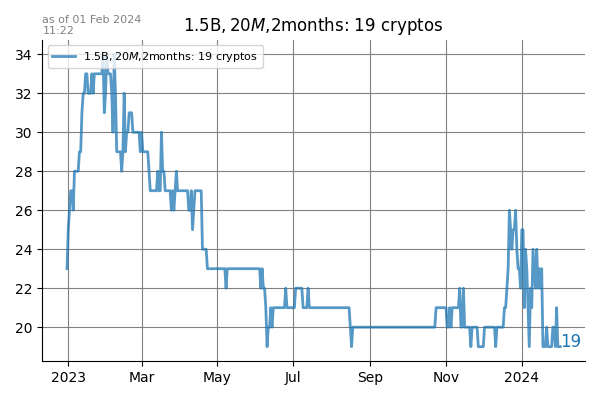 as of 01 Feb 2024
11:22
1.5B, 20M,2months: 19 cryptos
1.5B, 20M,2months: 19 cryptos
34
32
30
28
26
24
22
20
19
2023 Mar May Jul Sep Nov 2024